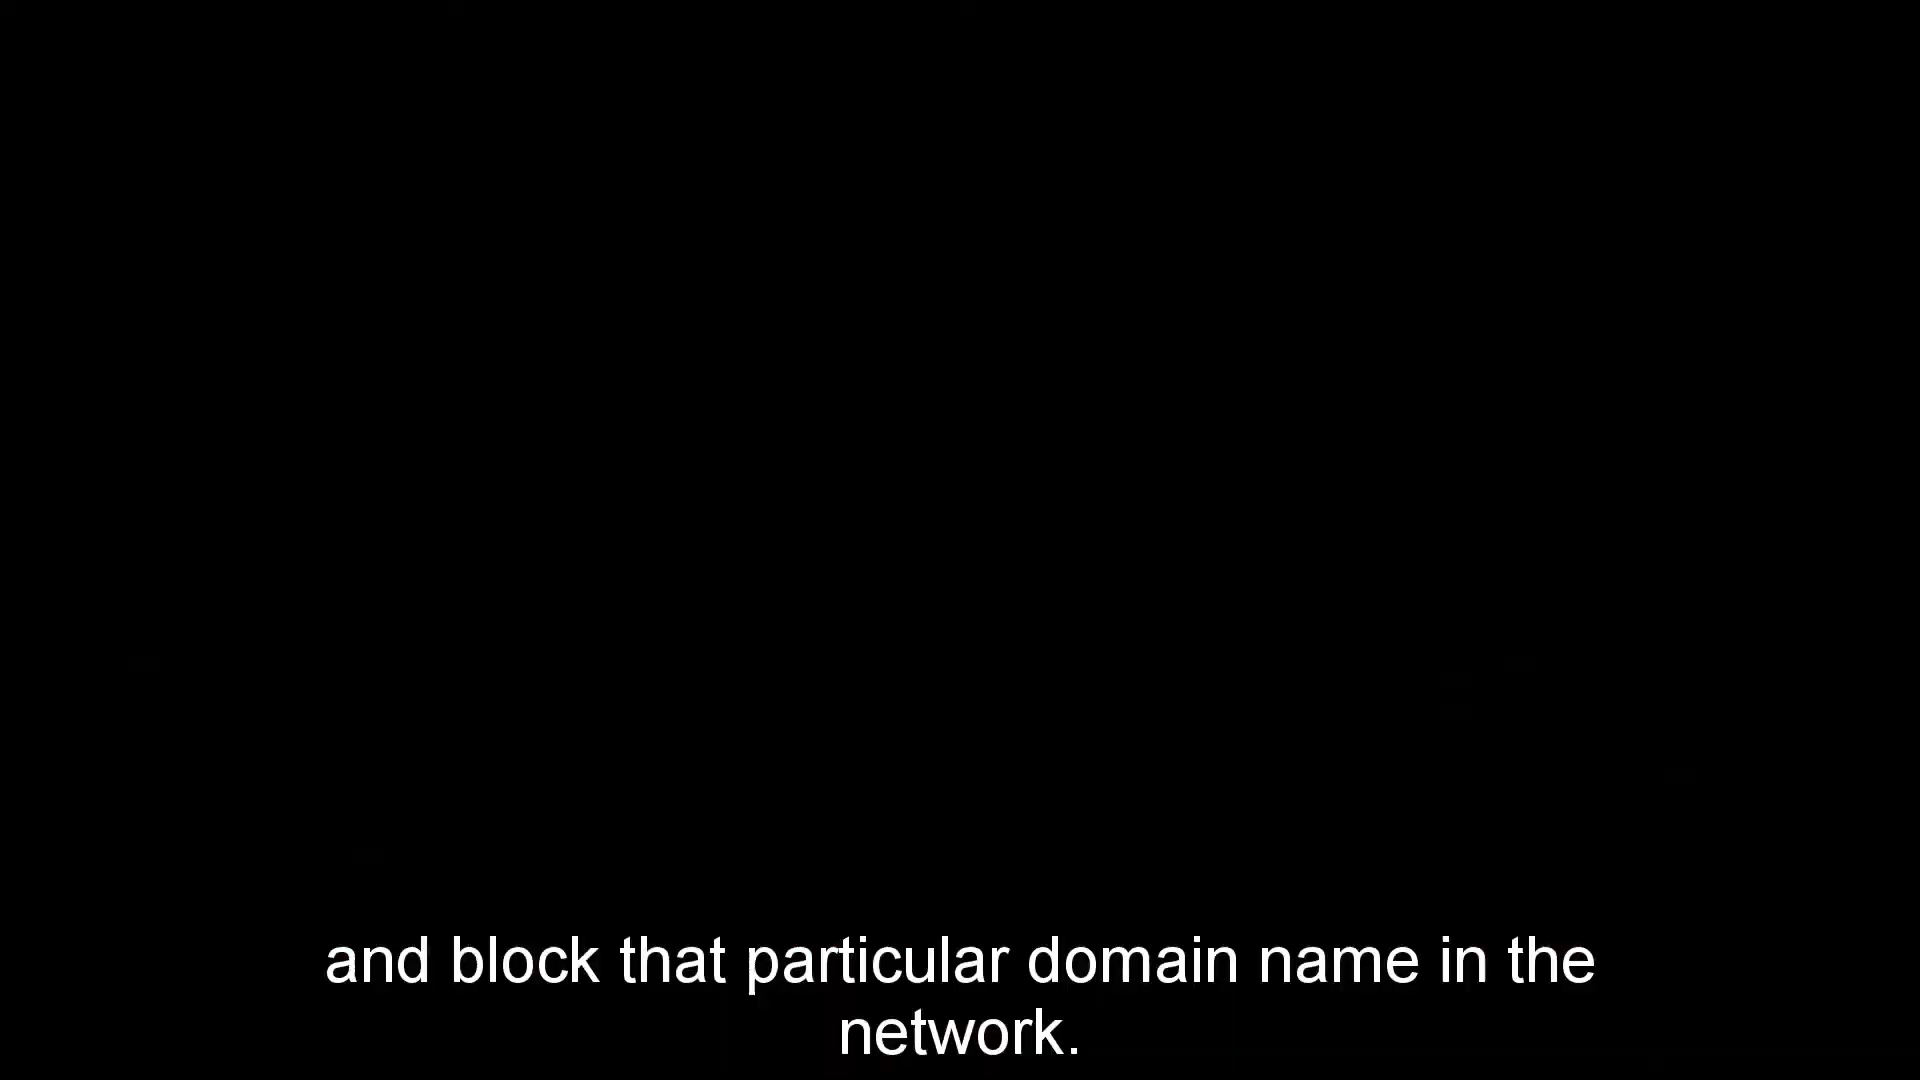 and block that particular domain name in the
network.